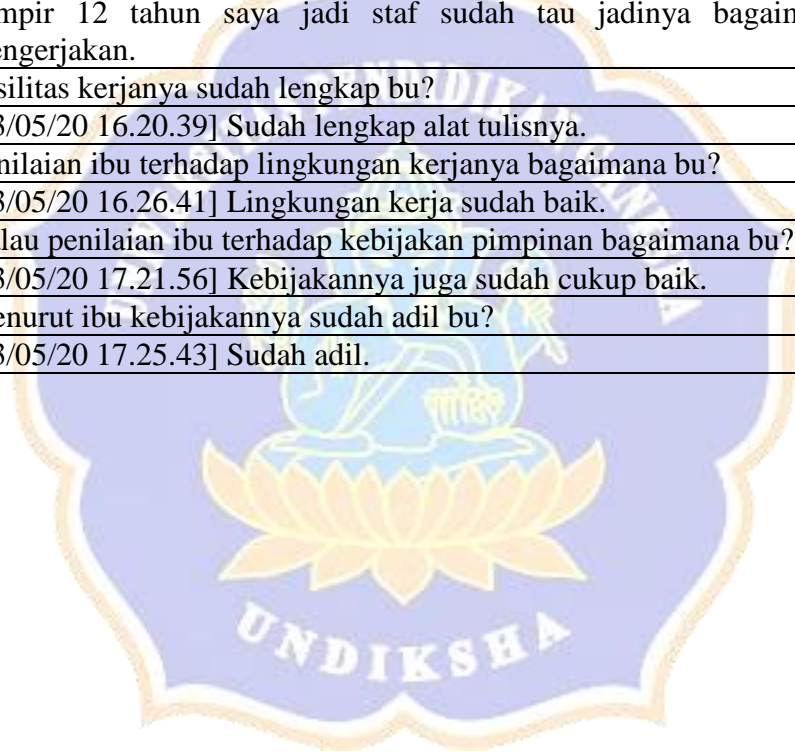 mpir 12 tahun saya jadi staf sudah tau jadinya bagaim
engerjakan.
silitas kerjanya sudah lengkap bu?
3/05/20 16.20.39] Sudah lengkap alat tulisnya.
nilaian ibu terhadap lingkungan kerjanya bagaimana bu?
3/05/20 16.26.41] Lingkungan kerja sudah baik.
lau penilaian ibu terhadap kebijakan pimpinan bagaimana bu?
3/05/20 17.21.56] Kebijakannya juga sudah cukup baik.
enurut ibu kebijakannya sudah adil bu?
3/05/20 17.25.43] Sudah adil.
UNIVERSITAS PENDIDIKAN GANESHA
UNDIKSHA